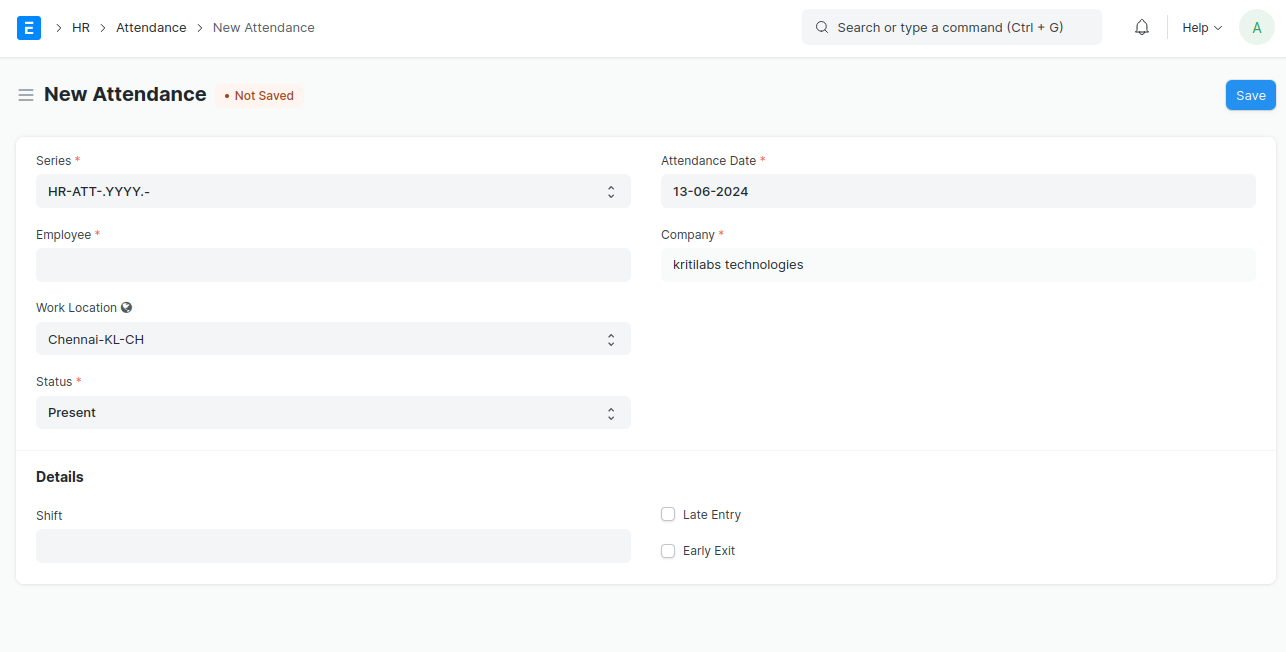 E HR Attendance New Attendance Search or type a command (Ctrl + G) Help A
New Attendance • Not Saved Save
Series * Attendance Date *
HR-ATT-.YYYY.- 13-06-2024
Employee * Company *
kritilabs technologies
Work Location
Chennai-KL-CH
Status *
Present
Details
Shift Late Entry
Early Exit